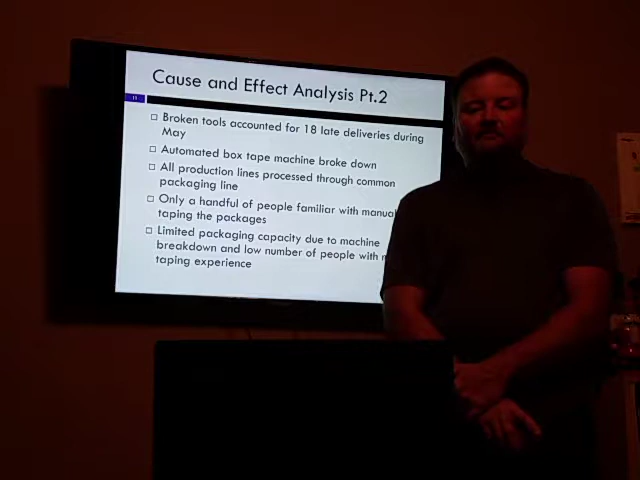 Cause and Effect Analysis Pt.2
11
Broken tools accounted for 18 late deliveries during
May
Automated box tape machine broke down
All production lines processed through common
packaging line
Only a handful of people familiar with
taping the packages
Limited packaging capacity due to machine
breakdown and low number of people with
taping experience